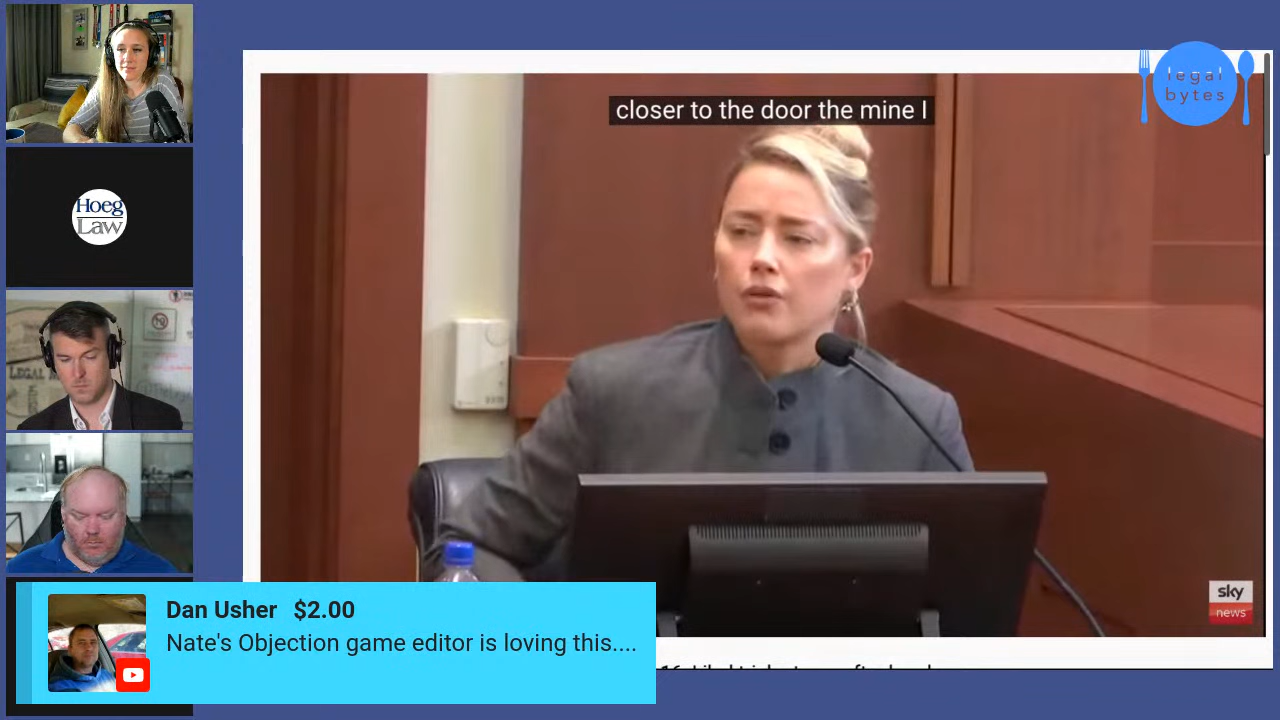 closer to the door the mine I
legal
bytes
Hoeg
Law
sky
news
Dan Usher $2.00
Nate's Objection game editor is loving this....